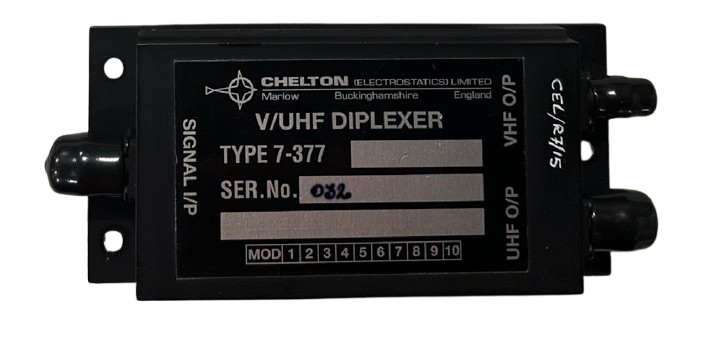 CHELTON (ELECTROSTATICS) LIMITED
Marlow Buckinghamshire England
V/UHF DIPLEXER
TYPE 7-377
SER.No. 032
MOD 1 2 3 4 5 6 7 8 9 10
SIGNAL I/P
VHF O/P
UHF O/P
CEL/R7/15